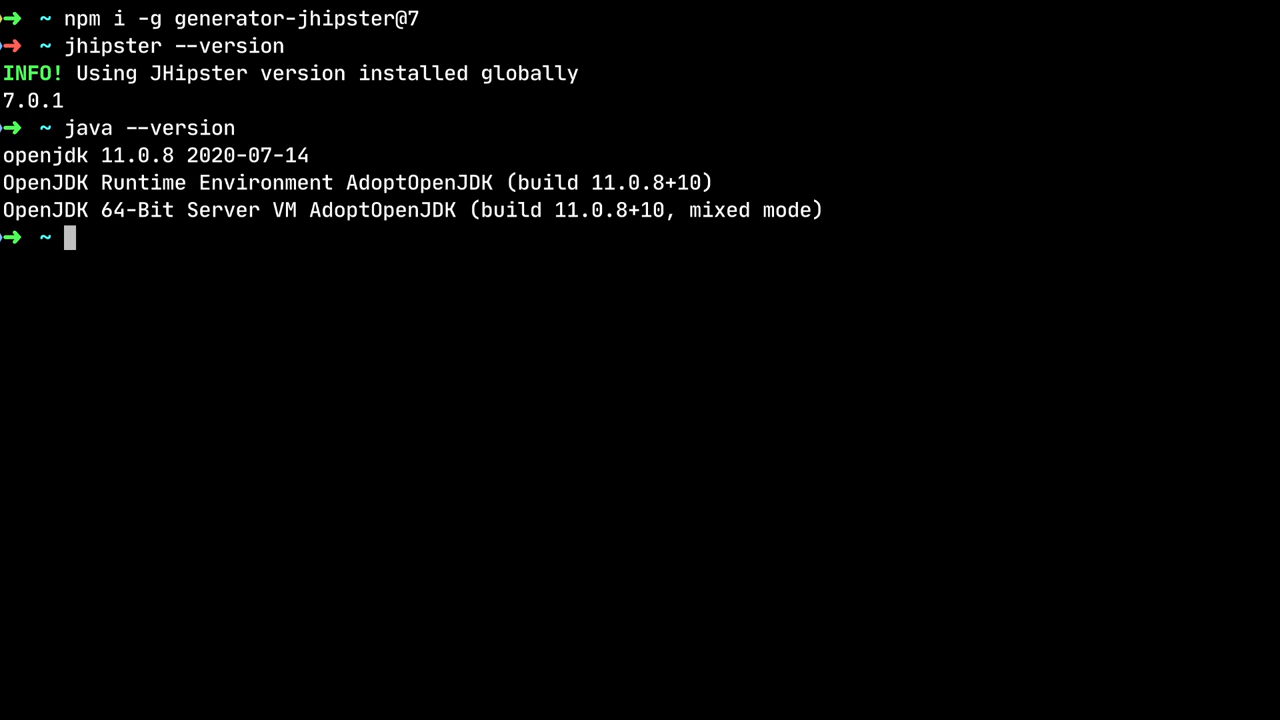 ➜ ~ npm i -g generator-jhipster@7
➜ ~ jhipster --version
INFO! Using JHipster version installed globally
7.0.1
➜ ~ java --version
openjdk 11.0.8 2020-07-14
OpenJDK Runtime Environment AdoptOpenJDK (build 11.0.8+10)
OpenJDK 64-Bit Server VM AdoptOpenJDK (build 11.0.8+10, mixed mode)
➜ ~